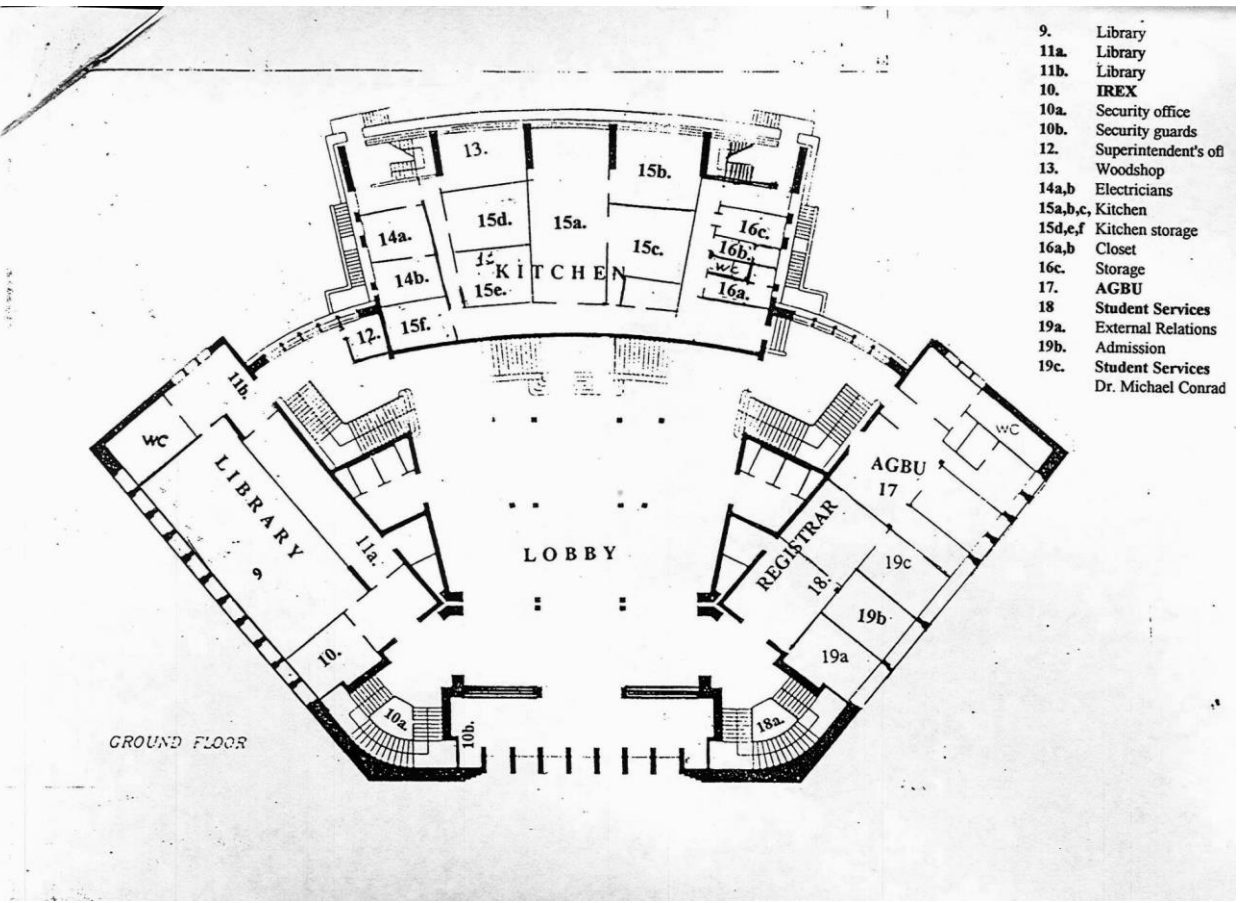 9. Library
11a. Library
11b. Library
10. IREX
10a. Security office
10b. Security guards
12. Superintendent's ofl
13. Woodshop
14a,b Electricians
15a,b,c, Kitchen
15d,e,f Kitchen storage
16a,b Closet
16c. Storage
17. AGBU
18 Student Services
19a. External Relations
19b. Admission
19c. Student Services
Dr. Michael Conrad
13.
15b.
15d.
15a.
14a.
16c.
15c.
16b.
WC
KITCHEN
14b.
15e.
16a.
12.
15f.
11b.
WC
LIBRARY
9
11a.
10.
LOBBY
AGBU
17
WC
REGISTRAR
18.
19c
19b
19a
10a.
10b.
18a.
GROUND FLOOR